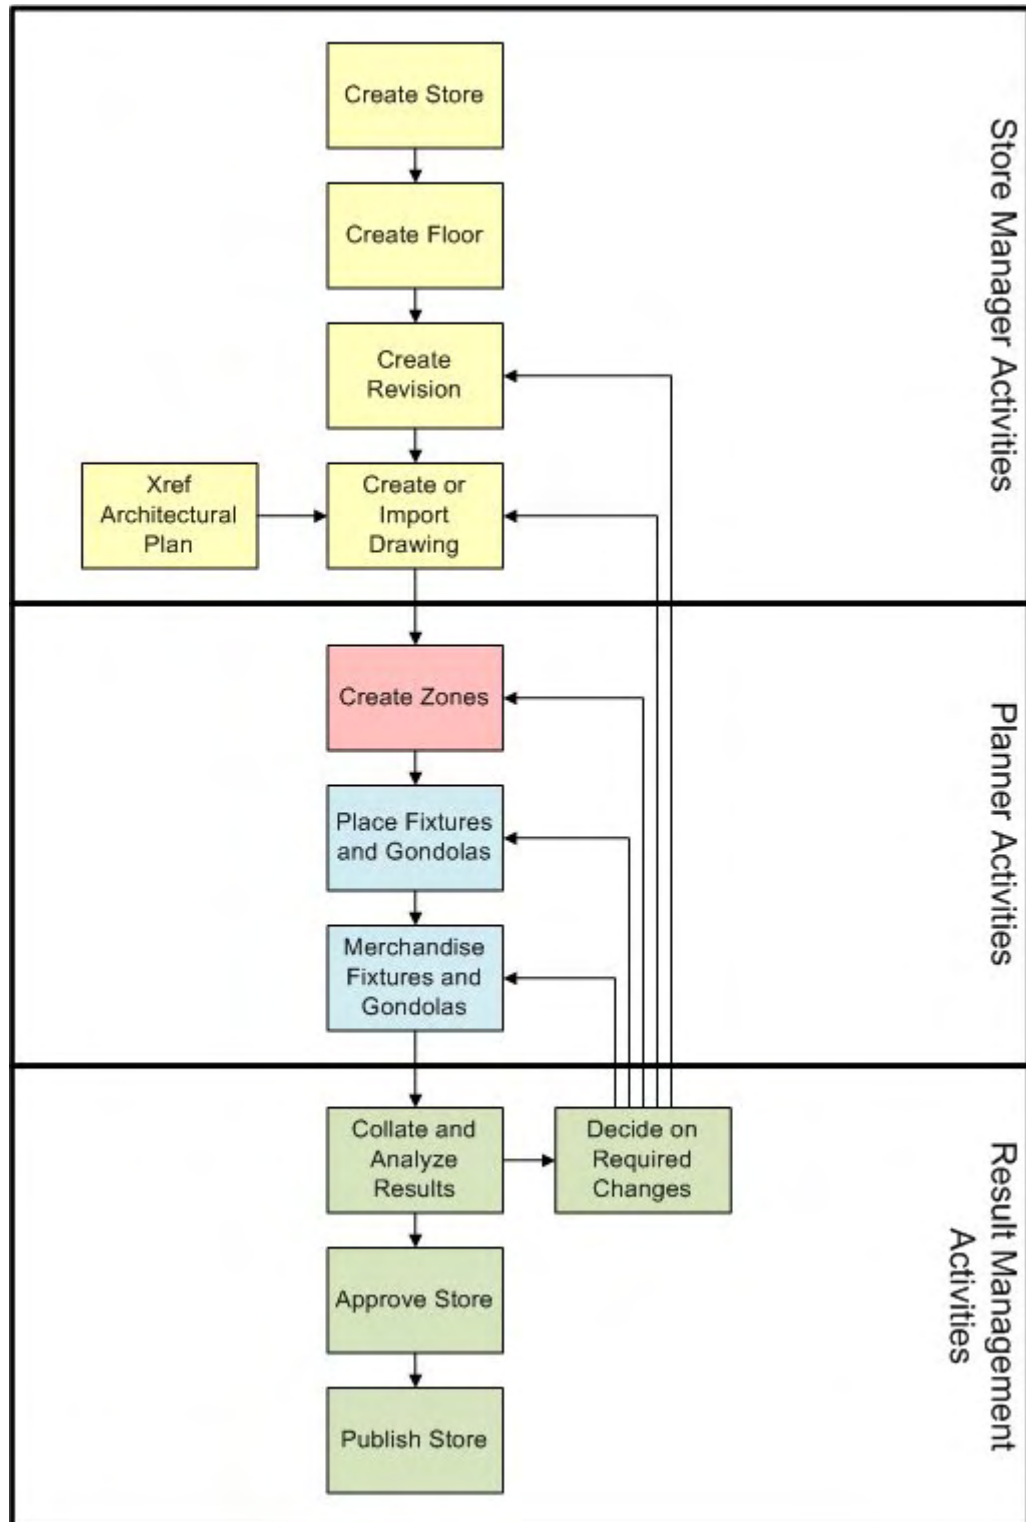 Create Store
Create Floor
Create
Revision
Xref
Architectural
Plan
Create or
Import
Drawing
Store Manager Activities
Create Zones
Place Fixtures
and Gondolas
Merchandise
Fixtures and
Gondolas
Planner Activities
Collate and
Analyze
Results
Decide on
Required
Changes
Approve Store
Publish Store
Result Management
Activities